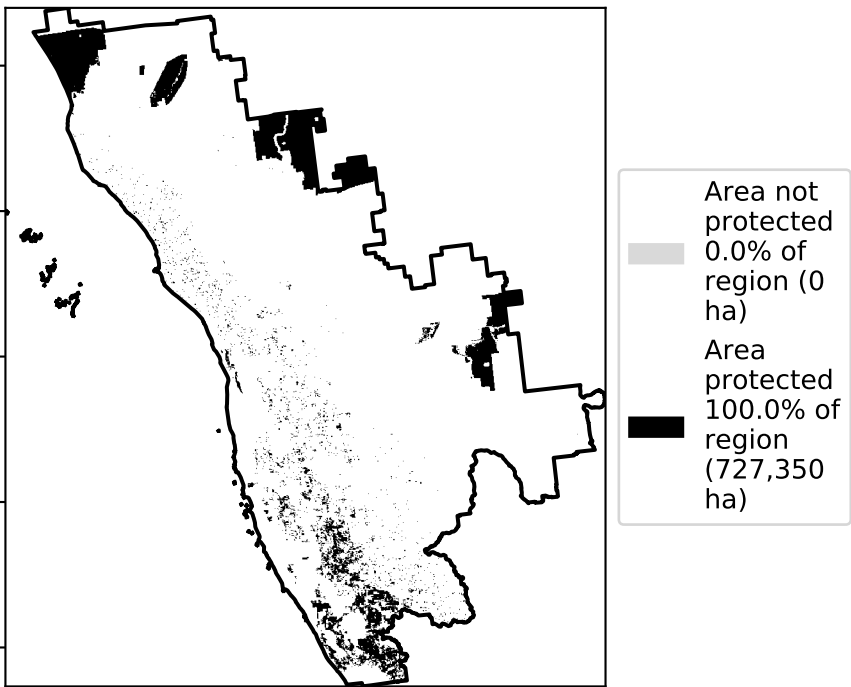 Area not
protected
0.0% of
region (0
ha)
Area
protected
100.0% of
region
(727,350
ha)